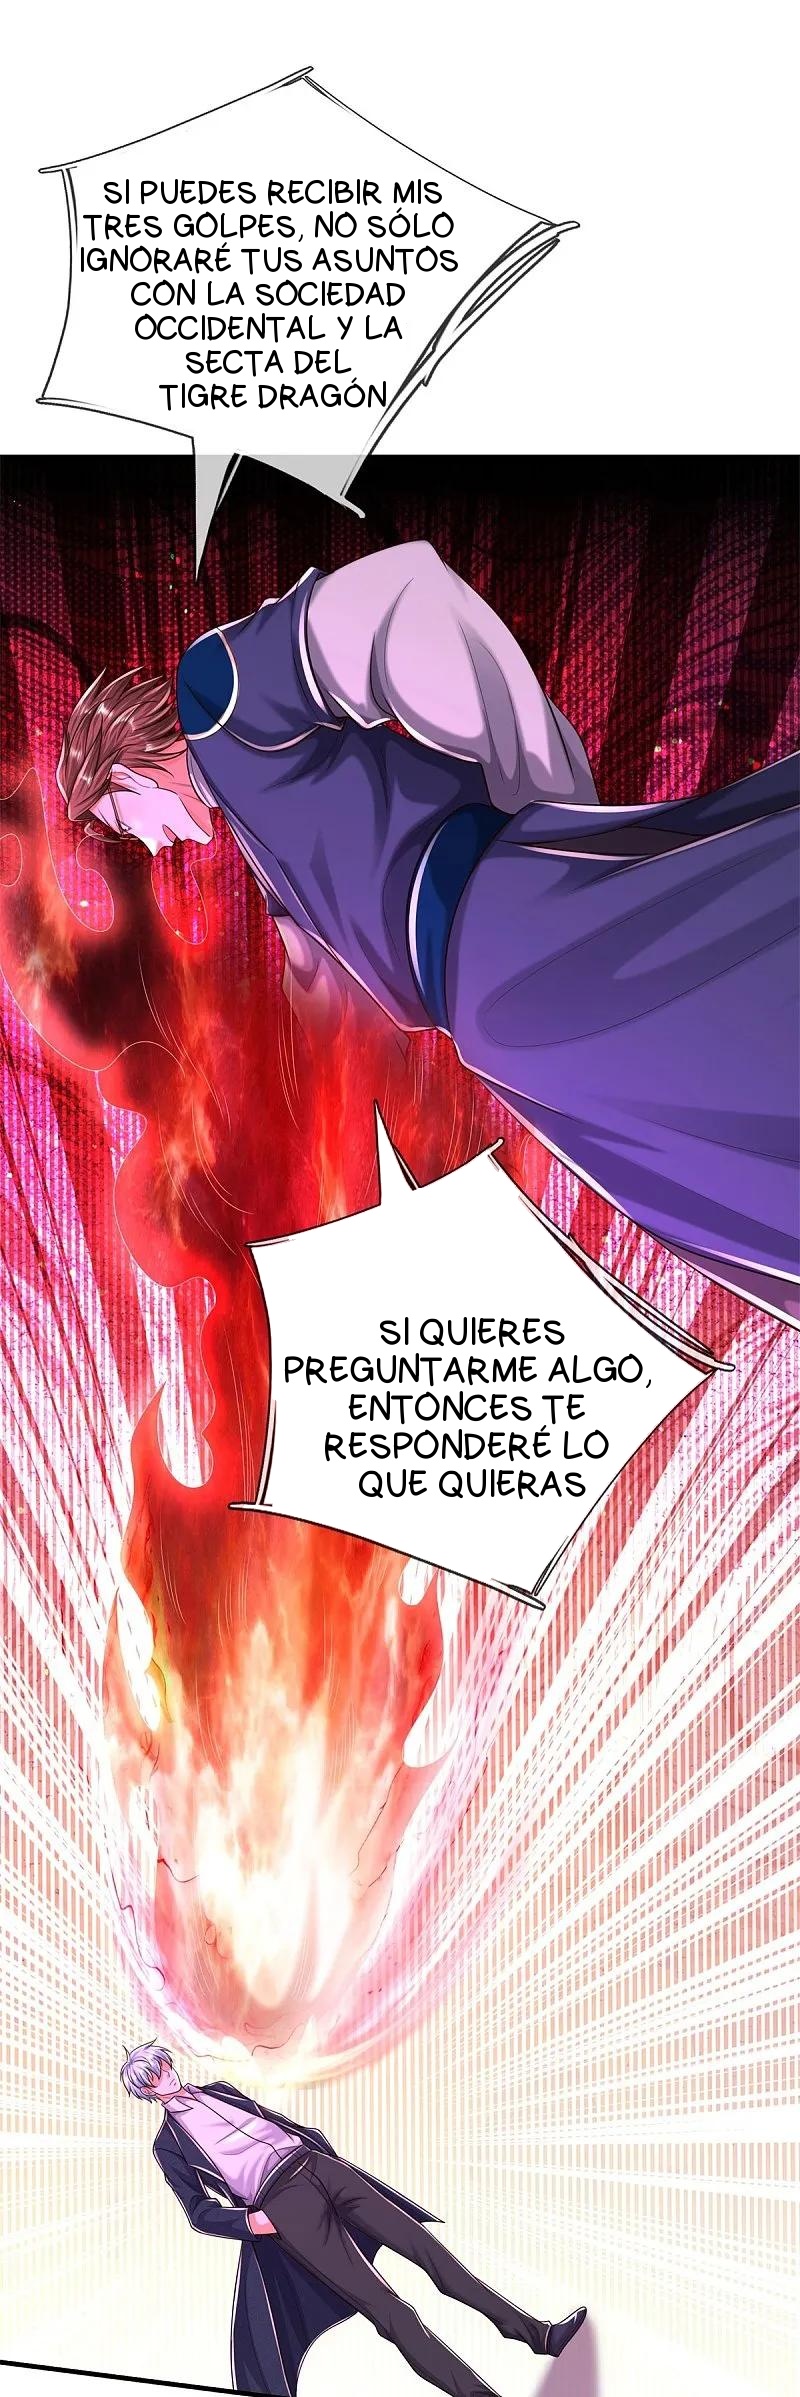 SI PUEDES RECIBIR MIS
TRES GOLPES, NO SÓLO
IGNORARÉ TUS ASUNTOS
CON LA SOCIEDAD
OCCIDENTAL Y LA
SECTA DEL
TIGRE DRAGÓN
SI QUIERES
PREGUNTARME ALGO,
ENTONCES TE
RESPONDERÉ LO
QUE QUIERAS